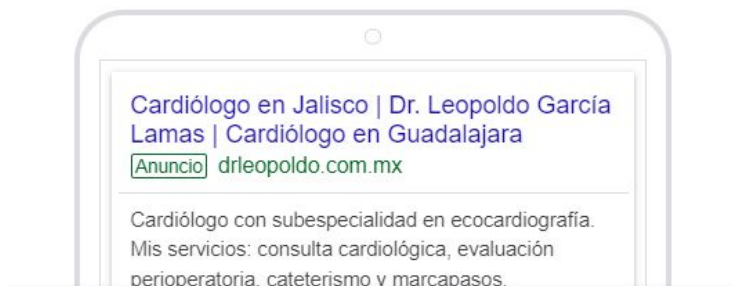 Cardiólogo en Jalisco | Dr. Leopoldo García
Lamas | Cardiólogo en Guadalajara
Anuncio drleopoldo.com.mx
Cardiólogo con subespecialidad en ecocardiografía.
Mis servicios: consulta cardiológica, evaluación
perioperatoria, cateterismo y marcapasos.